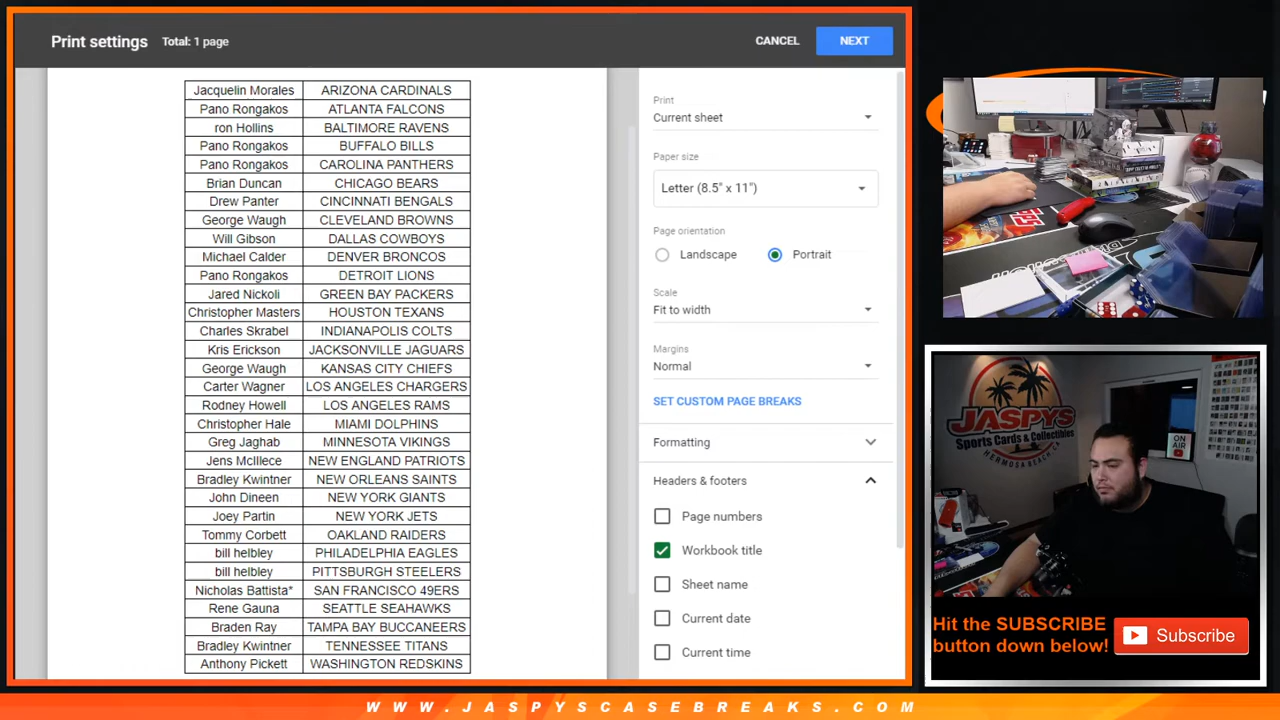 Print settings Total: 1 page CANCEL NEXT
Jacquelin Morales ARIZONA CARDINALS
Pano Rongakos ATLANTA FALCONS
ron Hollins BALTIMORE RAVENS
Pano Rongakos BUFFALO BILLS
Pano Rongakos CAROLINA PANTHERS
Brian Duncan CHICAGO BEARS
Drew Panter CINCINNATI BENGALS
George Waugh CLEVELAND BROWNS
Will Gibson DALLAS COWBOYS
Michael Calder DENVER BRONCOS
Pano Rongakos DETROIT LIONS
Jared Nickoli GREEN BAY PACKERS
Christopher Masters HOUSTON TEXANS
Charles Skrabel INDIANAPOLIS COLTS
Kris Erickson JACKSONVILLE JAGUARS
George Waugh KANSAS CITY CHIEFS
Carter Wagner LOS ANGELES CHARGERS
Rodney Howell LOS ANGELES RAMS
Christopher Hale MIAMI DOLPHINS
Greg Jaghab MINNESOTA VIKINGS
Jens McIllece NEW ENGLAND PATRIOTS
Bradley Kwintner NEW ORLEANS SAINTS
John Dineen NEW YORK GIANTS
Joey Partin NEW YORK JETS
Tommy Corbett OAKLAND RAIDERS
bill helbley PHILADELPHIA EAGLES
bill helbley PITTSBURGH STEELERS
Nicholas Battista* SAN FRANCISCO 49ERS
Rene Gauna SEATTLE SEAHAWKS
Braden Ray TAMPA BAY BUCCANEERS
Bradley Kwintner TENNESSEE TITANS
Anthony Pickett WASHINGTON REDSKINS
Print
Current sheet
Paper size
Letter (8.5" x 11")
Page orientation
Landscape Portrait
Scale
Fit to width
Margins
Normal
SET CUSTOM PAGE BREAKS
Formatting
Headers & footers
Page numbers
Workbook title
Sheet name
Current date
Current time
JASPYS
Sports Cards & Collectibles
HERMOSA BEACH, CA
ON
AIR
Hit the SUBSCRIBE
button down below!
Subscribe
WWW.JASPYSCASEBREAKS.COM